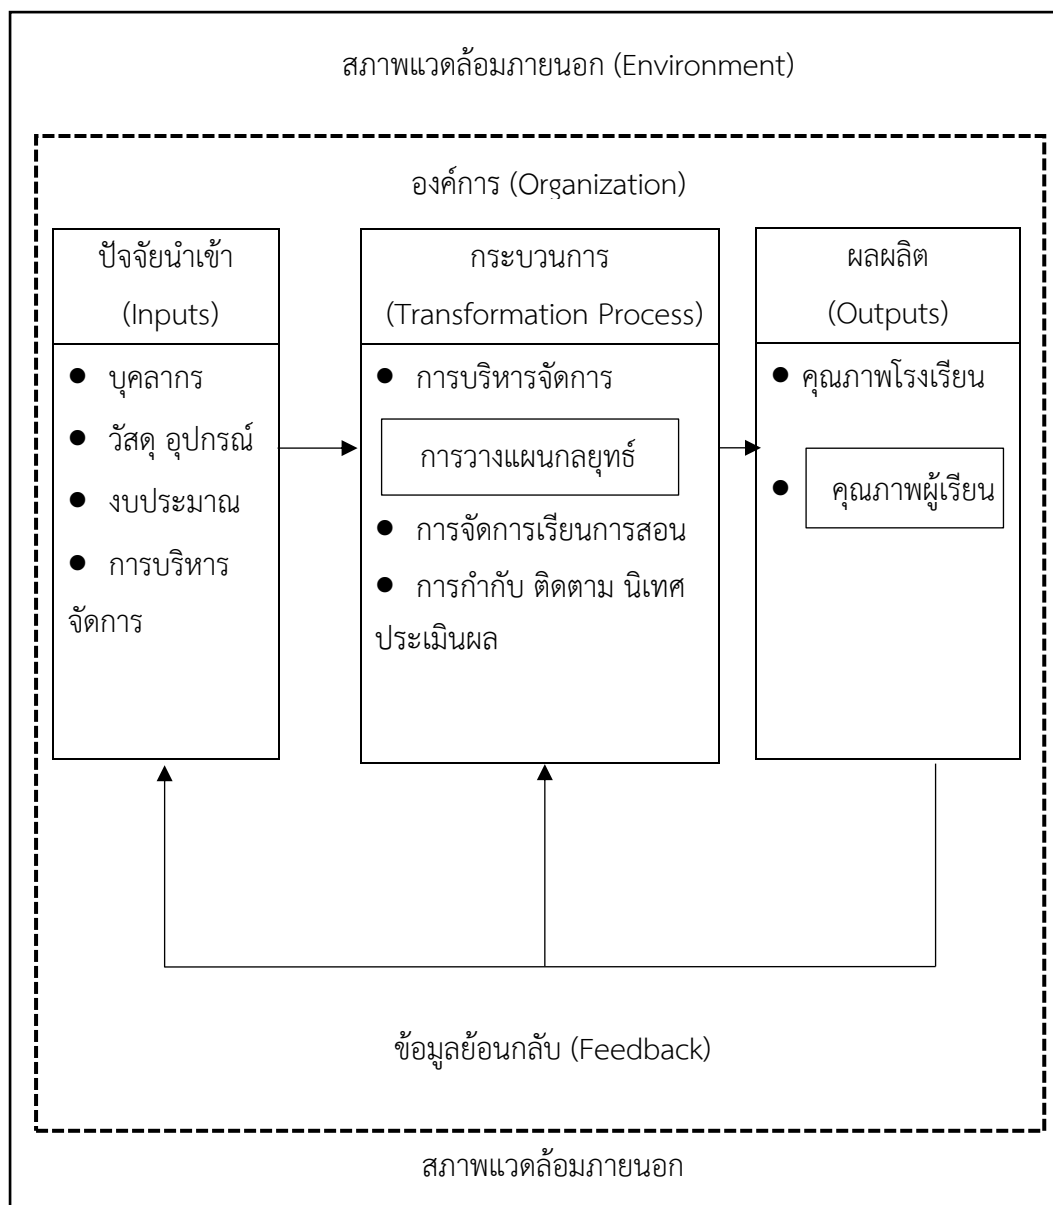 สภาพแวดล้อมภายนอก (Environment)
องค์การ (Organization)
ปัจจัยนำเข้า
(Inputs)
● บุคลากร
● วัสดุ อุปกรณ์
● งบประมาณ
● การบริหาร
จัดการ
กระบวนการ
(Transformation Process)
● การบริหารจัดการ
การวางแผนกลยุทธ์
● การจัดการเรียนการสอน
● การกำกับ ติดตาม นิเทศ
ประเมินผล
ผลผลิต
(Outputs)
● คุณภาพโรงเรียน
● คุณภาพผู้เรียน
ข้อมูลย้อนกลับ (Feedback)
สภาพแวดล้อมภายนอก